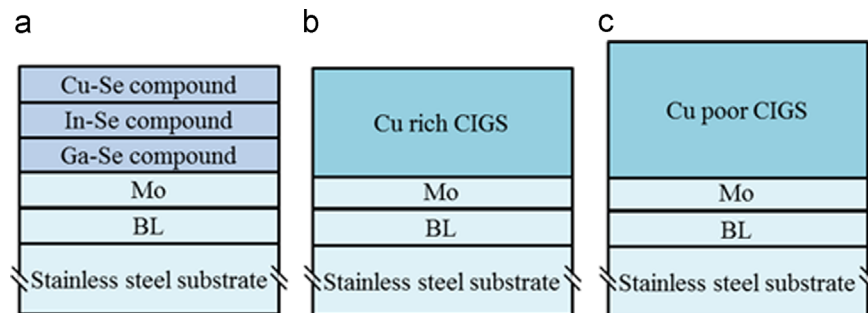 a
Cu-Se compound
In-Se compound
Ga-Se compound
Mo
BL
Stainless steel substrate
b
Cu rich CIGS
Mo
BL
Stainless steel substrate
c
Cu poor CIGS
Mo
BL
Stainless steel substrate